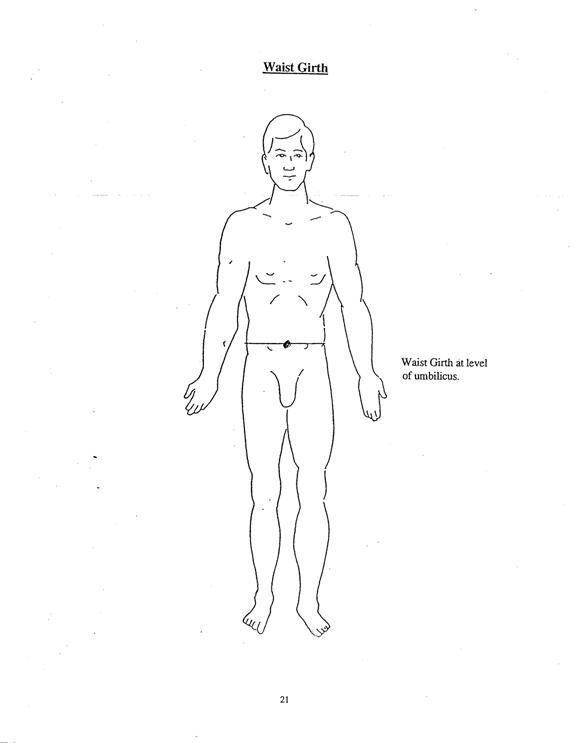 Waist Girth
Waist Girth at level
of umbilicus.
21